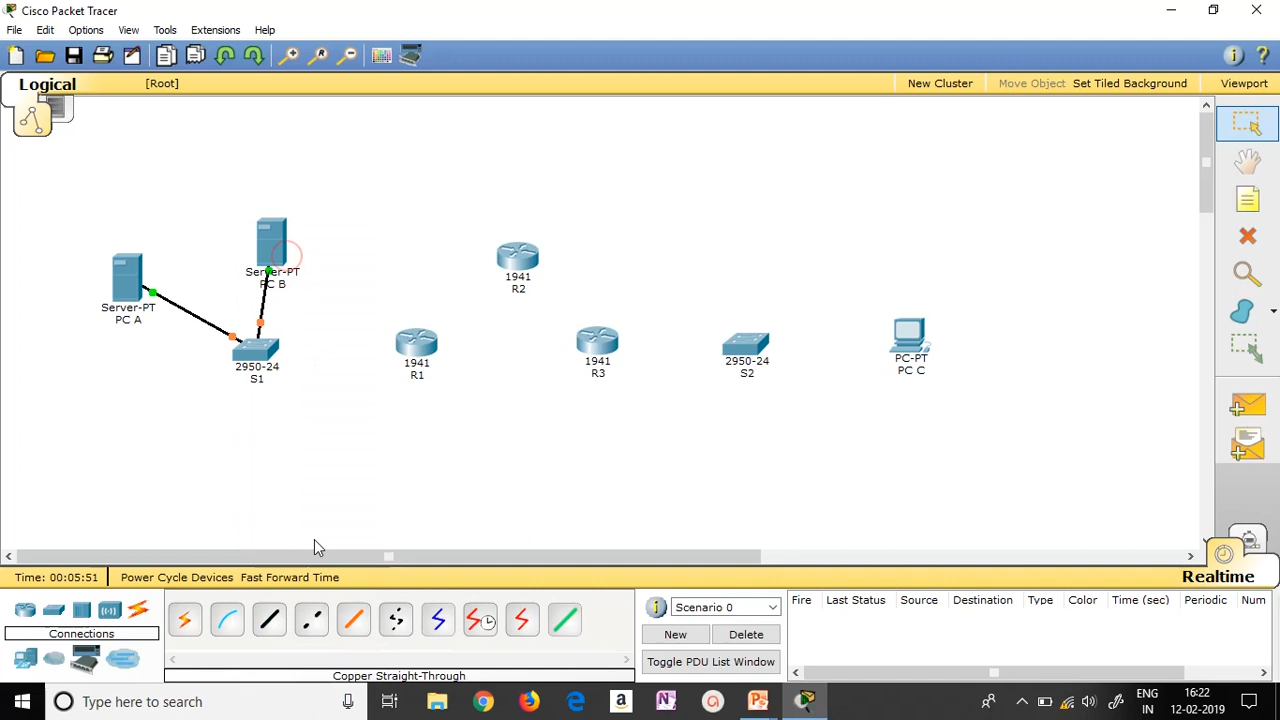 Cisco Packet Tracer
File Edit Options View Tools Extensions Help
Logical [Root] New Cluster Move Object Set Tiled Background Viewport
Server-PT
PC A
Server-PT
PC B
2950-24
S1
1941
R1
1941
R2
1941
R3
2950-24
S2
PC-PT
PC C
Time: 00:05:51 Power Cycle Devices Fast Forward Time
Realtime
Connections
Copper Straight-Through
Scenario 0
New Delete
Toggle PDU List Window
Fire Last Status Source Destination Type Color Time (sec) Periodic Num
Type here to search
ENG
IN
16:22
12-02-2019